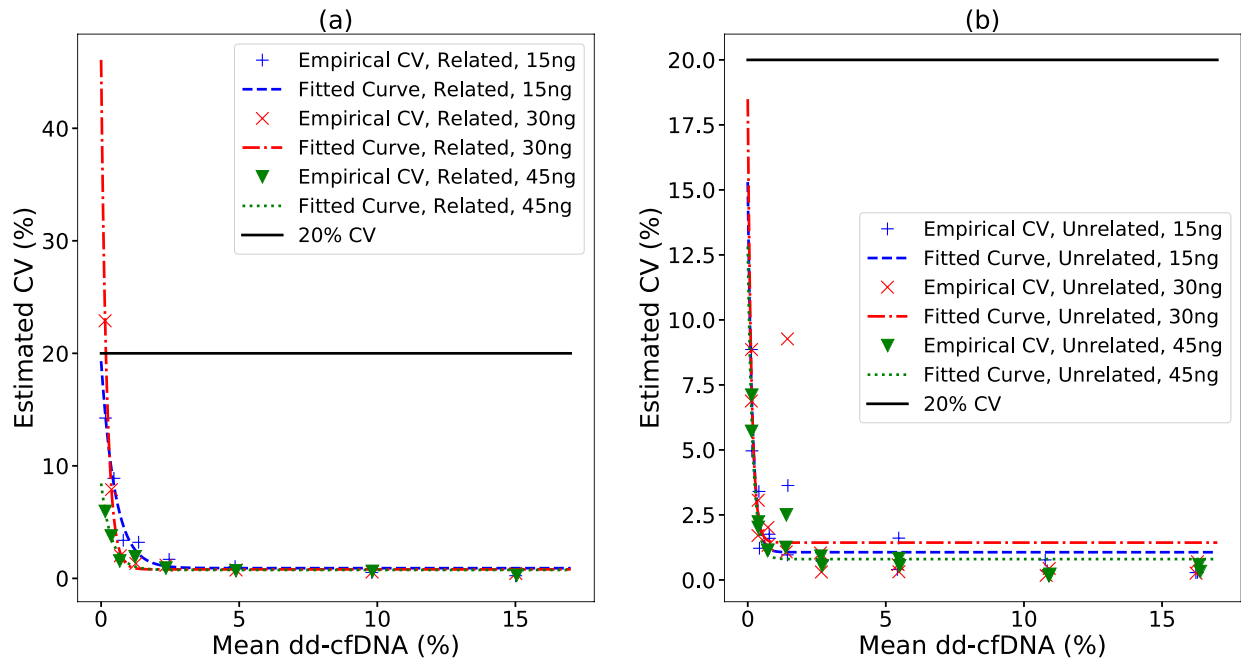 (a)
Estimated CV (%)
40
30
20
10
0
Empirical CV, Related, 15ng
Fitted Curve, Related, 15ng
Empirical CV, Related, 30ng
Fitted Curve, Related, 30ng
Empirical CV, Related, 45ng
Fitted Curve, Related, 45ng
20% CV
0
5
10
15
Mean dd-cfDNA (%)
(b)
Estimated CV (%)
20.0
17.5
15.0
12.5
10.0
7.5
5.0
2.5
0.0
Empirical CV, Unrelated, 15ng
Fitted Curve, Unrelated, 15ng
Empirical CV, Unrelated, 30ng
Fitted Curve, Unrelated, 30ng
Empirical CV, Unrelated, 45ng
Fitted Curve, Unrelated, 45ng
20% CV
0
5
10
15
Mean dd-cfDNA (%)